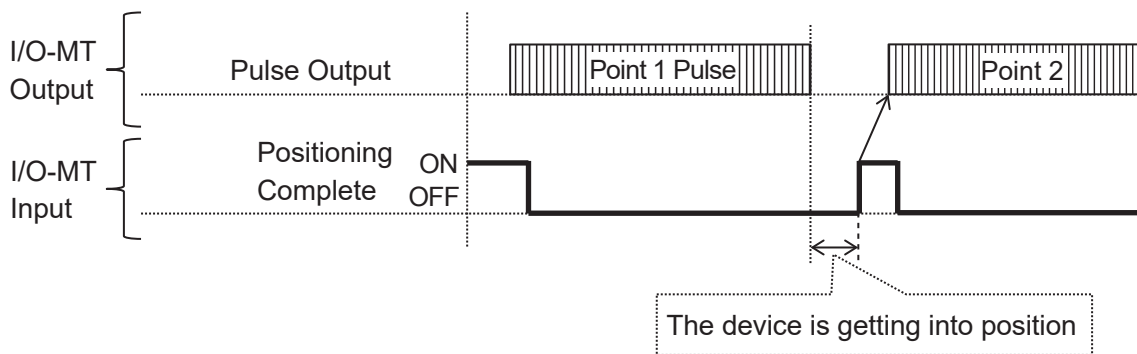 I/O-MT
Output
Pulse Output
Point 1 Pulse
Point 2
I/O-MT
Input
Positioning
Complete
ON
OFF
The device is getting into position